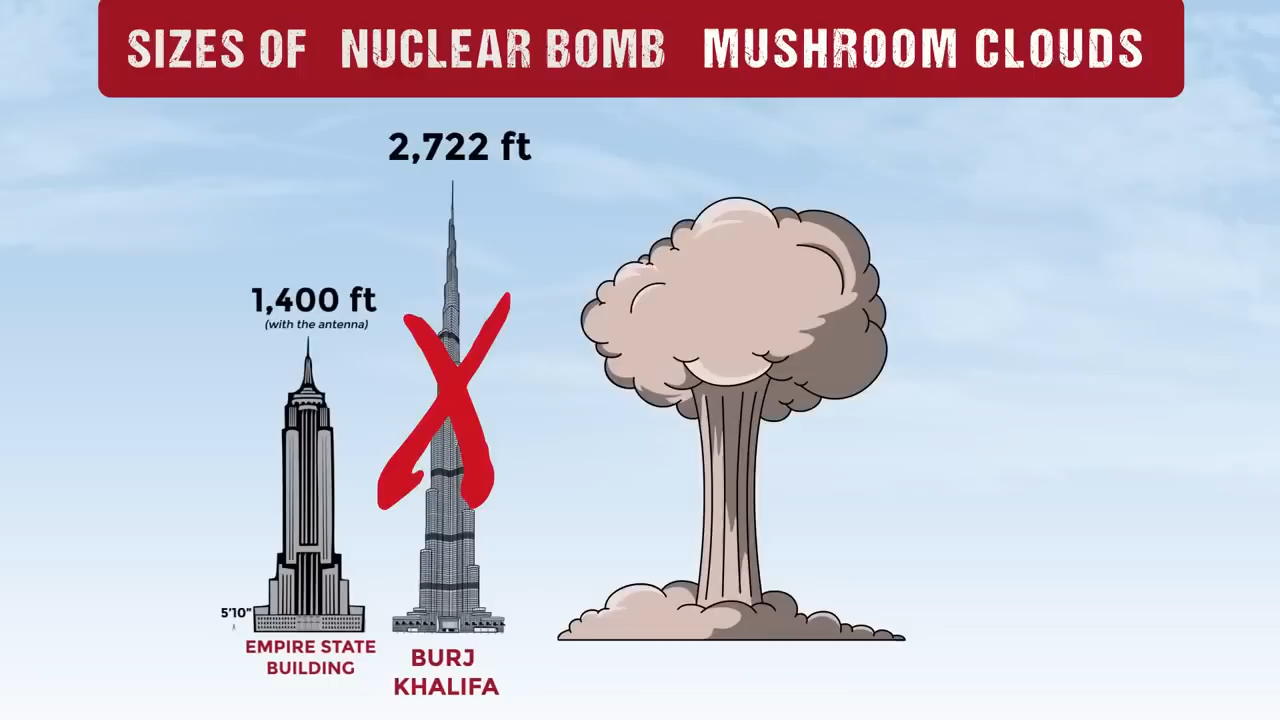 SIZES OF NUCLEAR BOMB MUSHROOM CLOUDS
2,722 ft
1,400 ft
(with the antenna)
5'10"
EMPIRE STATE
BUILDING
BURJ
KHALIFA